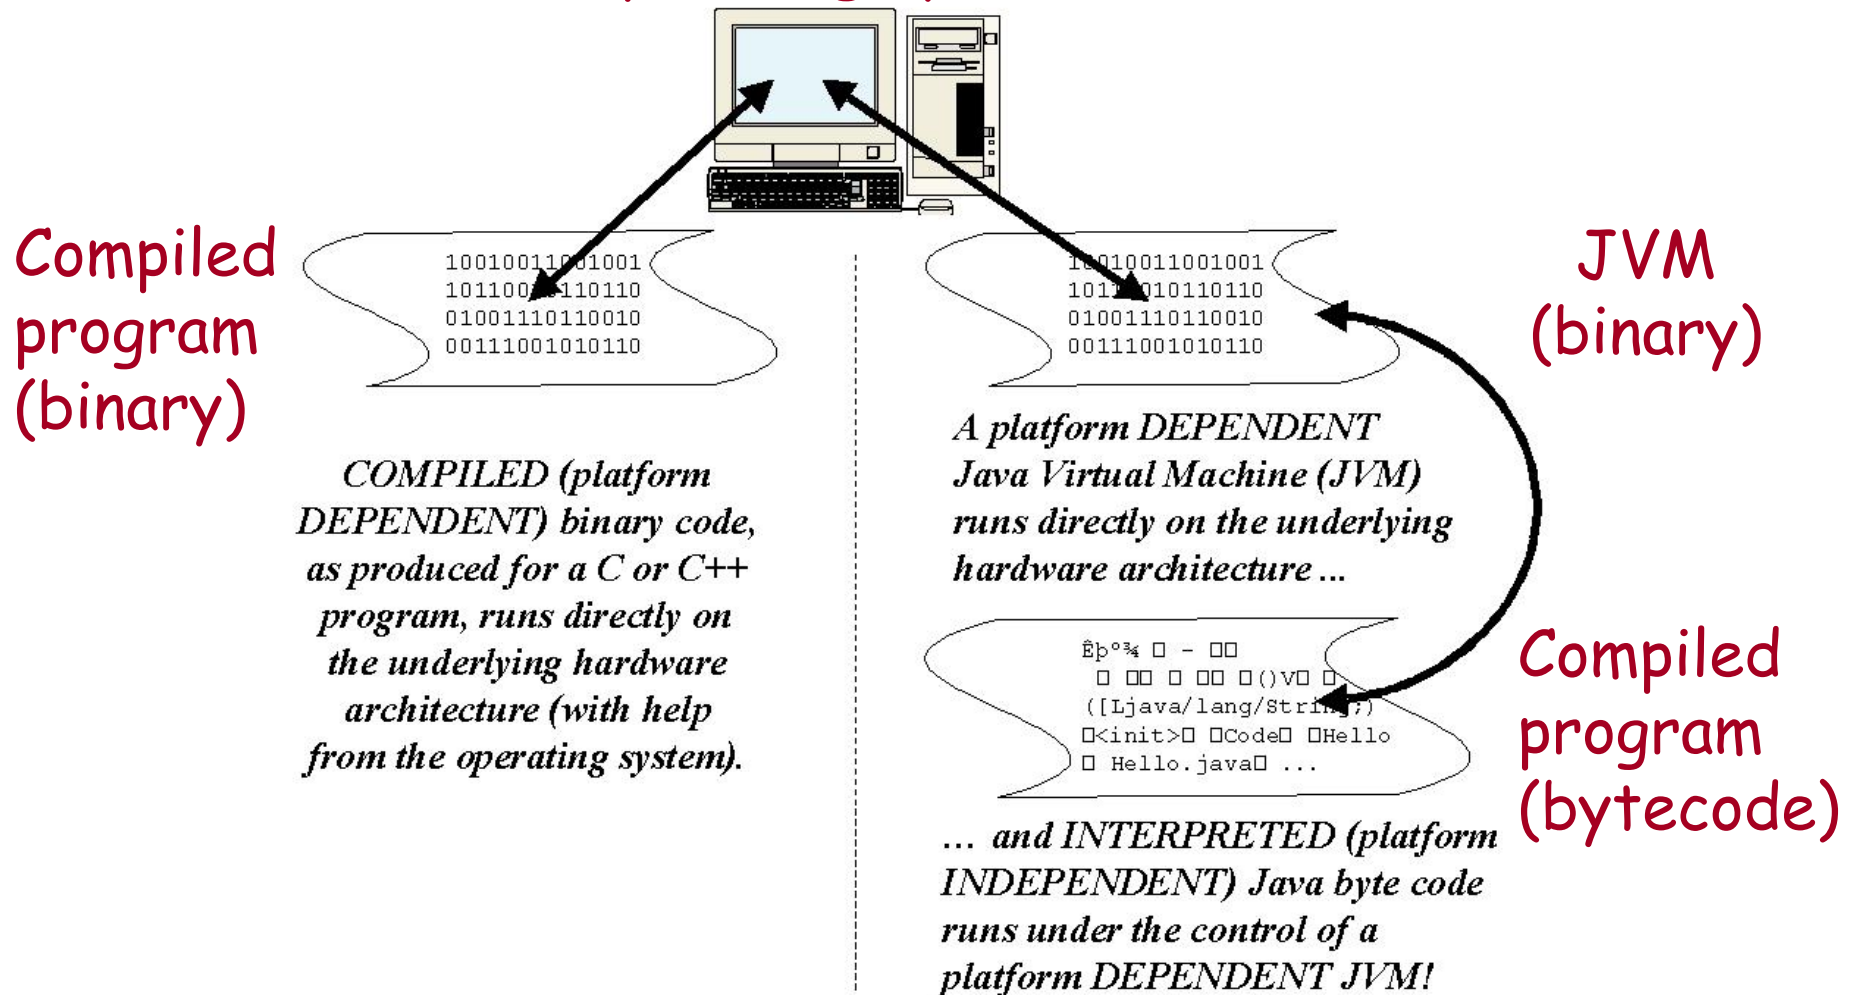 Compiled
program
(binary)
10010011001001
10110010110110
01001110110010
00111001010110
COMPILED (platform
DEPENDENT) binary code,
as produced for a C or C++
program, runs directly on
the underlying hardware
architecture (with help
from the operating system).
10010011001001
10110010110110
01001110110010
00111001010110
JVM
(binary)
A platform DEPENDENT
Java Virtual Machine (JVM)
runs directly on the underlying
hardware architecture ...
Êþº¾ □ - □□
□ □□ □ □□ □()V□ □
([Ljava/lang/String;)
□<init>□ □Code□ □Hello
□ Hello.java□ ...
Compiled
program
(bytecode)
... and INTERPRETED (platform
INDEPENDENT) Java byte code
runs under the control of a
platform DEPENDENT JVM!